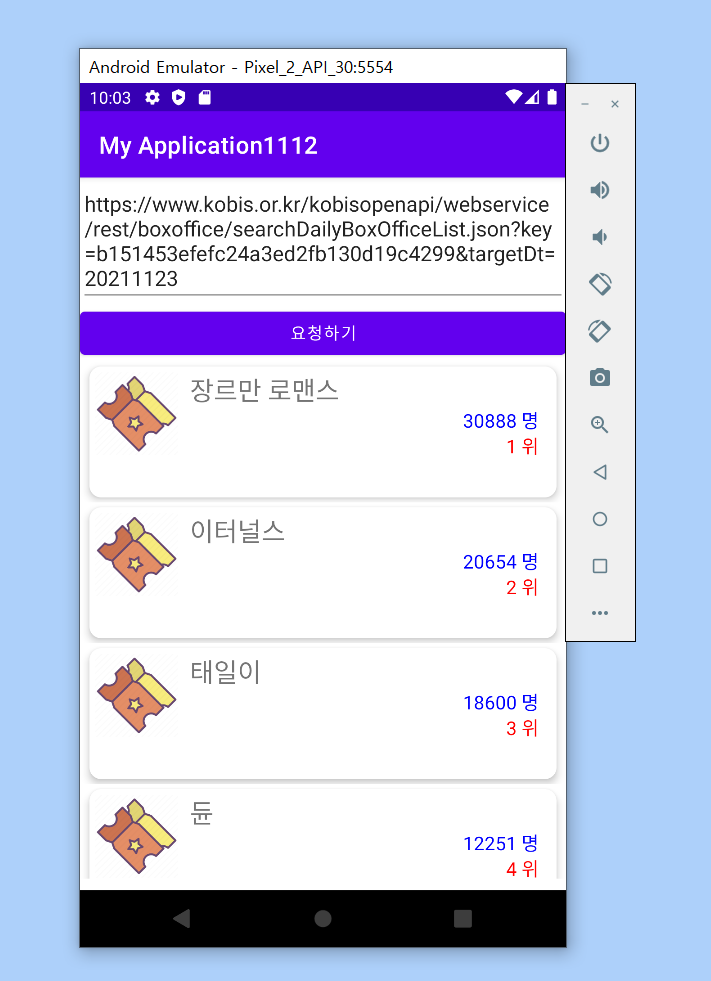 Android Emulator - Pixel_2_API_30:5554
10:03
My Application1112
https://www.kobis.or.kr/kobisopenapi/webservice
/rest/boxoffice/searchDailyBoxOfficeList.json?key
=b151453efefc24a3ed2fb130d19c4299&targetDt=
20211123
요청하기
장르만 로맨스
30888 명
1 위
이터널스
20654 명
2 위
태일이
18600 명
3 위
듄
12251 명
4 위